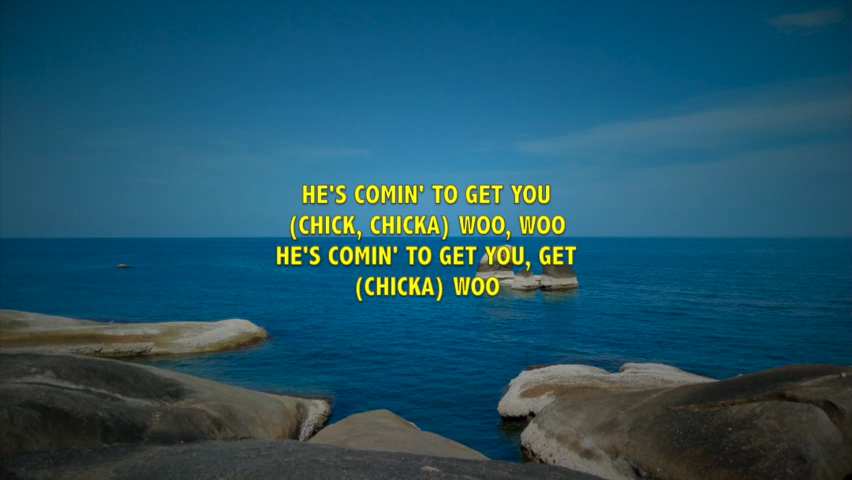 HE'S COMIN' TO GET YOU
(CHICK, CHICKA) WOO, WOO
HE'S COMIN' TO GET YOU, GET
(CHICKA) WOO